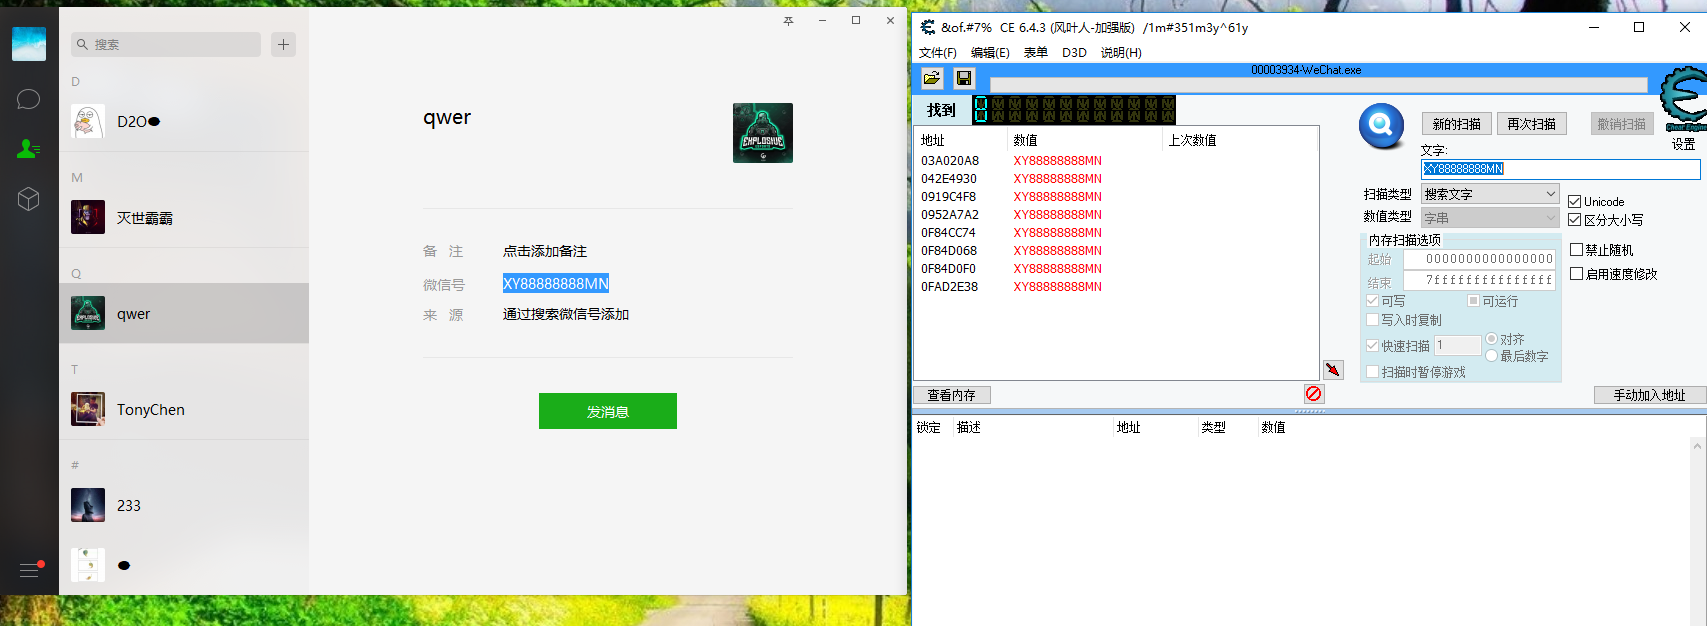 搜索
D
D2O
M
灭世霸霸
Q
qwer
T
TonyChen
#
233
qwer
EXPLOSIVE
备 注 点击添加备注
微信号 XY88888888MN
来 源 通过搜索微信号添加
发消息
&of.#7% CE 6.4.3 (风叶人-加强版) /1m#351m3y^61y
文件(F) 编辑(E) 表单 D3D 说明(H)
00003934-WeChat.exe
找到
地址 数值 上次数值
03A020A8 XY88888888MN
042E4930 XY88888888MN
0919C4F8 XY88888888MN
0952A7A2 XY88888888MN
0F84CC74 XY88888888MN
0F84D068 XY88888888MN
0F84D0F0 XY88888888MN
0FAD2E38 XY88888888MN
查看内存
新的扫描 再次扫描 撤销扫描
Cheat Engine
设置
文字:
XY88888888MN
扫描类型 搜索文字
数值类型 字串
Unicode
区分大小写
内存扫描选项
起始 0000000000000000
结束 7fffffffffffffff
可写 可运行
写入时复制
快速扫描 1 对齐
最后数字
扫描时暂停游戏
禁止随机
启用速度修改
手动加入地址
锁定 描述 地址 类型 数值